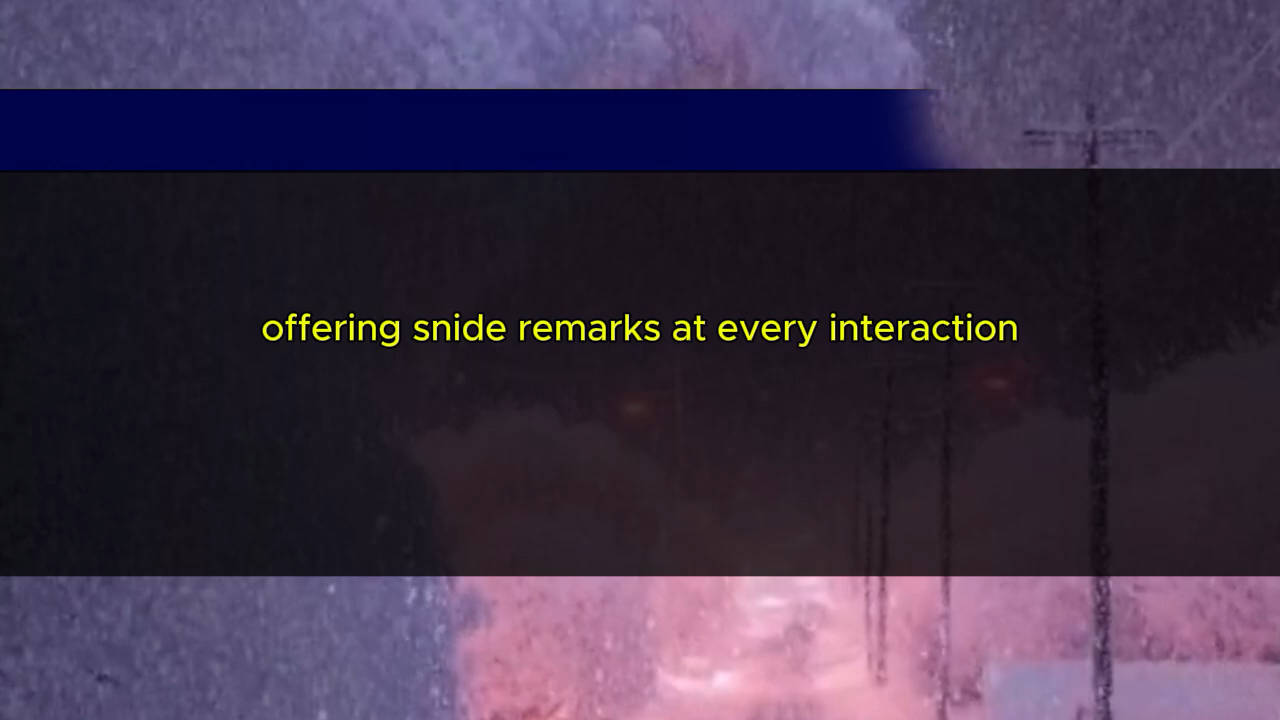 offering snide remarks at every interaction